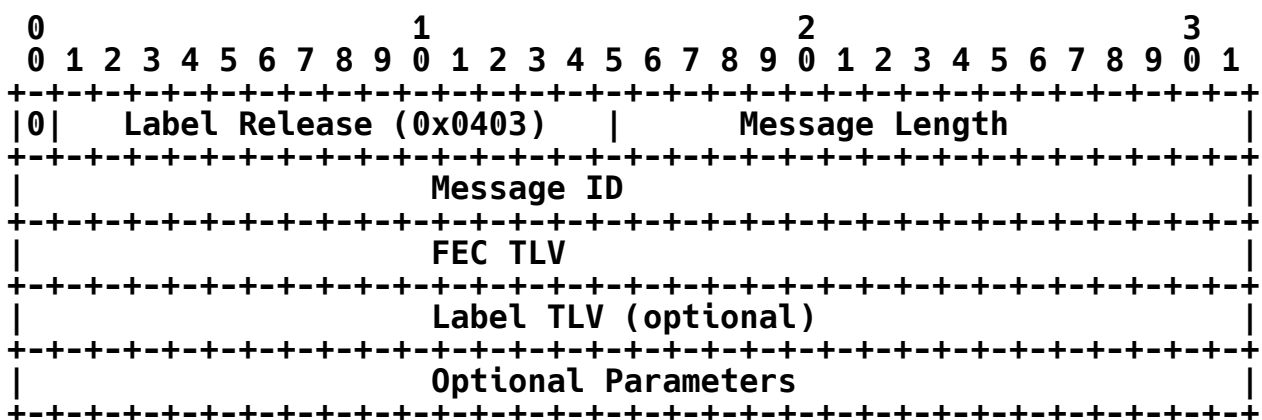 0                   1                   2                   3
 0 1 2 3 4 5 6 7 8 9 0 1 2 3 4 5 6 7 8 9 0 1 2 3 4 5 6 7 8 9 0 1
+-+-+-+-+-+-+-+-+-+-+-+-+-+-+-+-+-+-+-+-+-+-+-+-+-+-+-+-+-+-+-+-+
|0|   Label Release (0x0403)   |      Message Length            |
+-+-+-+-+-+-+-+-+-+-+-+-+-+-+-+-+-+-+-+-+-+-+-+-+-+-+-+-+-+-+-+-+
|                     Message ID                                |
+-+-+-+-+-+-+-+-+-+-+-+-+-+-+-+-+-+-+-+-+-+-+-+-+-+-+-+-+-+-+-+-+
|                     FEC TLV                                   |
+-+-+-+-+-+-+-+-+-+-+-+-+-+-+-+-+-+-+-+-+-+-+-+-+-+-+-+-+-+-+-+-+
|                     Label TLV (optional)                      |
+-+-+-+-+-+-+-+-+-+-+-+-+-+-+-+-+-+-+-+-+-+-+-+-+-+-+-+-+-+-+-+-+
|                     Optional Parameters                       |
+-+-+-+-+-+-+-+-+-+-+-+-+-+-+-+-+-+-+-+-+-+-+-+-+-+-+-+-+-+-+-+-+